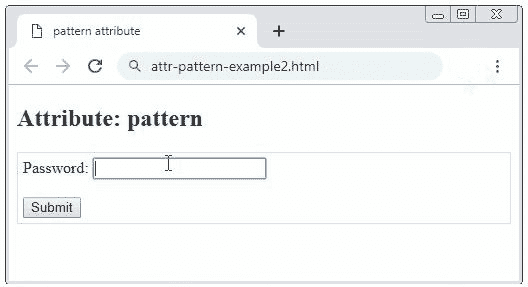 pattern attribute
attr-pattern-example2.html
Attribute: pattern
Password:
Submit